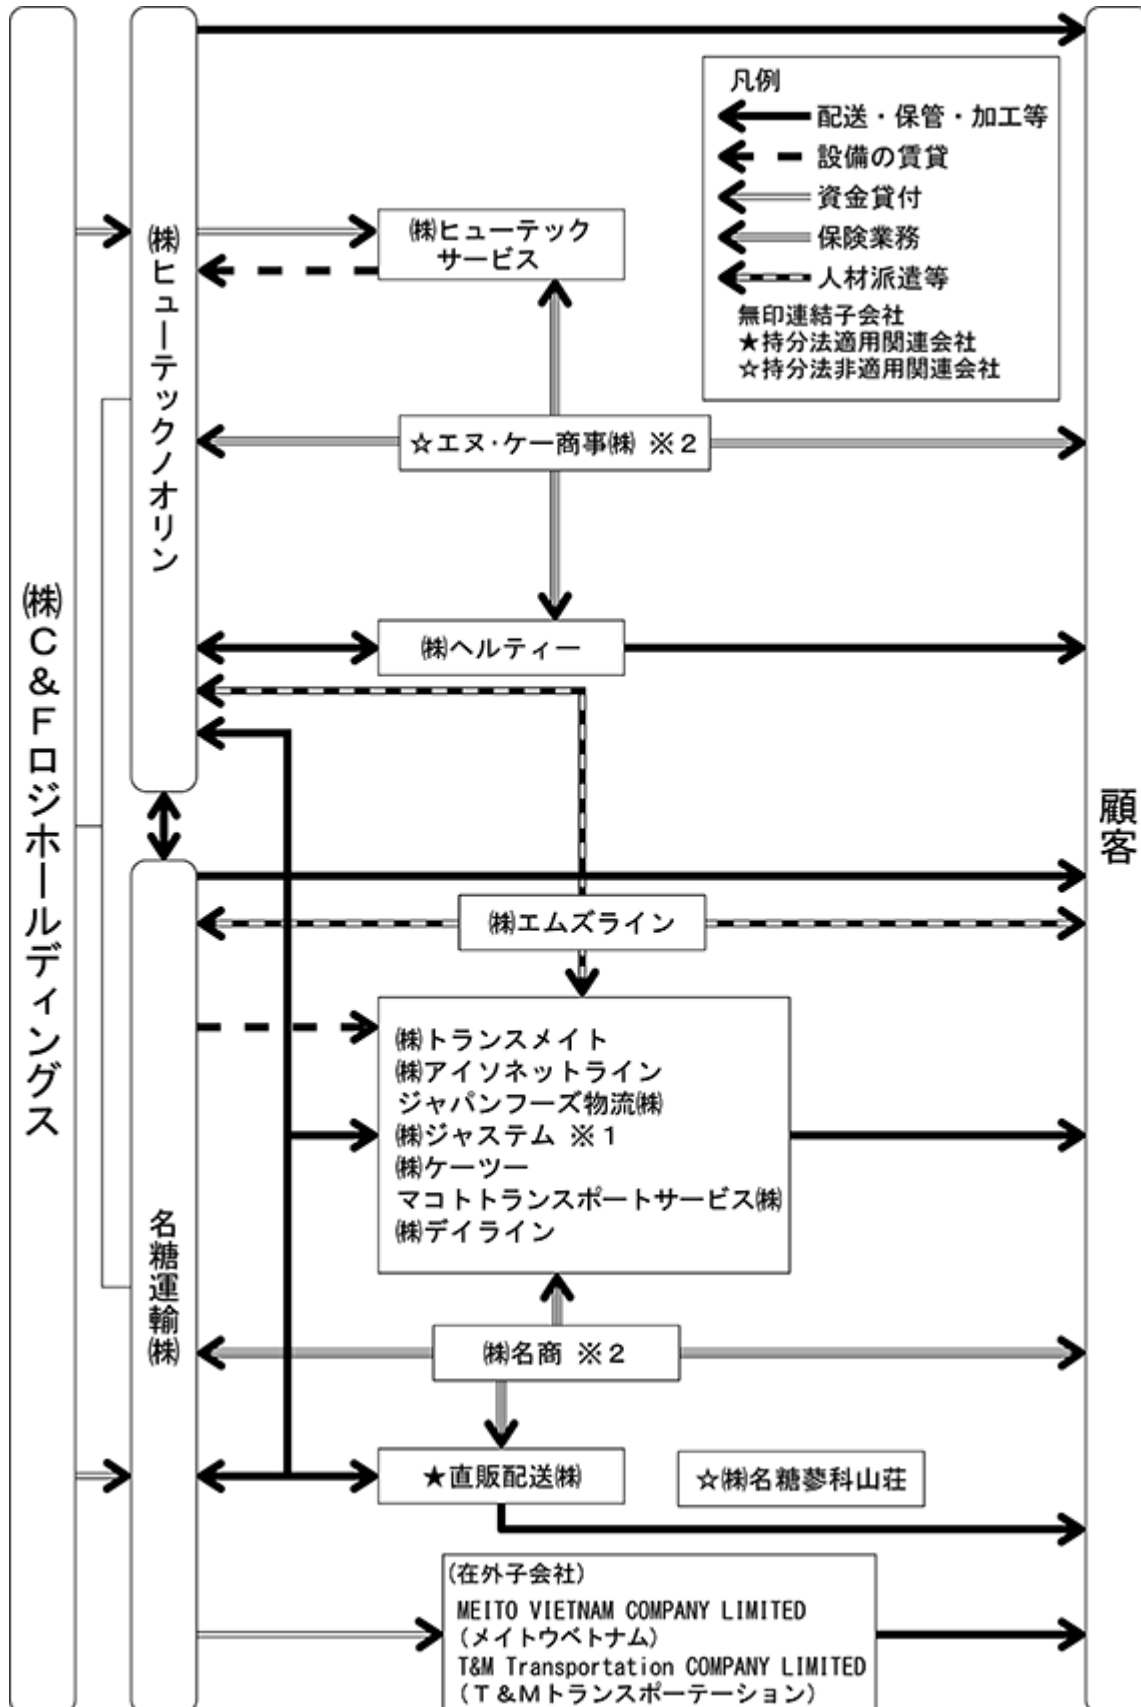 ㈱C&Fロジホールディングス
㈱ヒューテックノオリン
名糖運輸㈱
顧客
凡例
配送・保管・加工等
設備の賃貸
資金貸付
保険業務
人材派遣等
無印連結子会社
★持分法適用関連会社
☆持分法非適用関連会社
㈱ヒューテック
サービス
☆エヌ・ケー商事㈱ ※2
㈱ヘルティー
㈱エムズライン
㈱トランスメイト
㈱アイソネットライン
ジャパンフーズ物流㈱
㈱ジャステム ※1
㈱ケーツー
マコトトランスポートサービス㈱
㈱デイライン
㈱名商 ※2
★直販配送㈱
☆㈱名糖蓼科山荘
(在外子会社)
MEITO VIETNAM COMPANY LIMITED
(メイトウベトナム)
T&M Transportation COMPANY LIMITED
(T&Mトランスポーテーション)